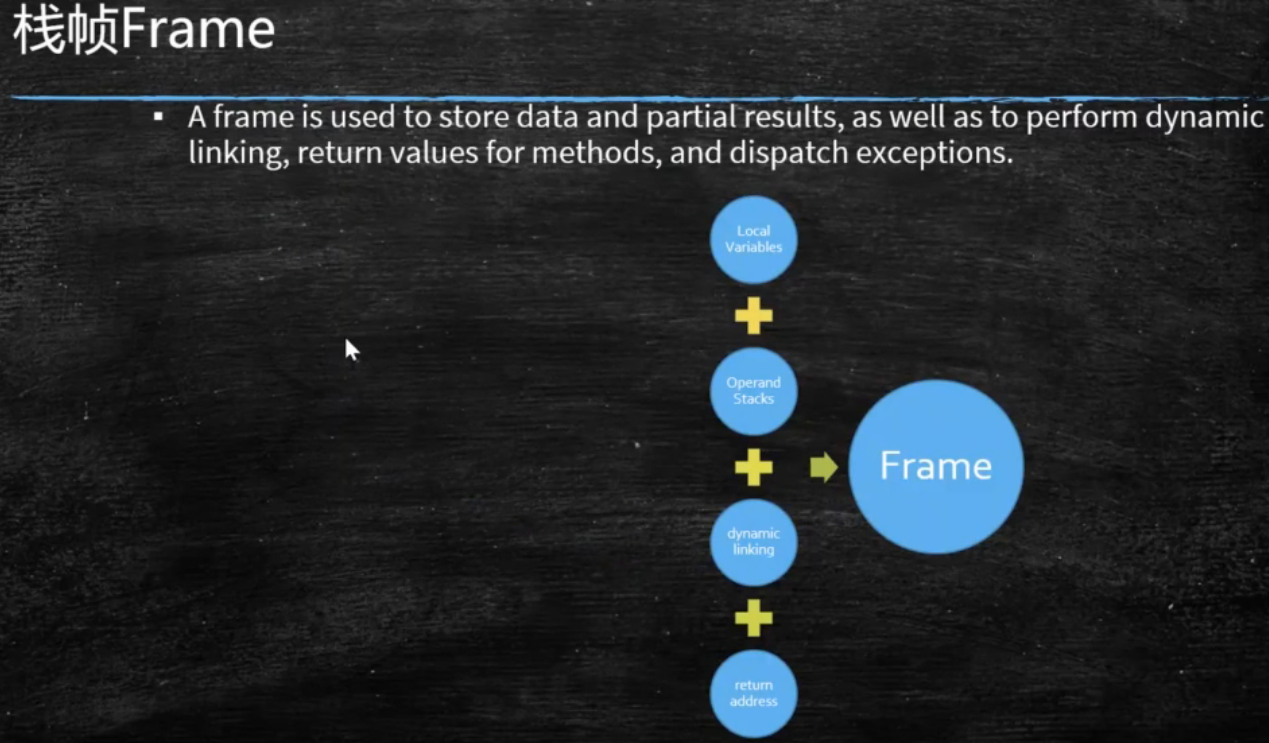 栈帧Frame
▪ A frame is used to store data and partial results, as well as to perform dynamic
linking, return values for methods, and dispatch exceptions.
Local
Variables
Operand
Stacks
dynamic
linking
return
address
Frame